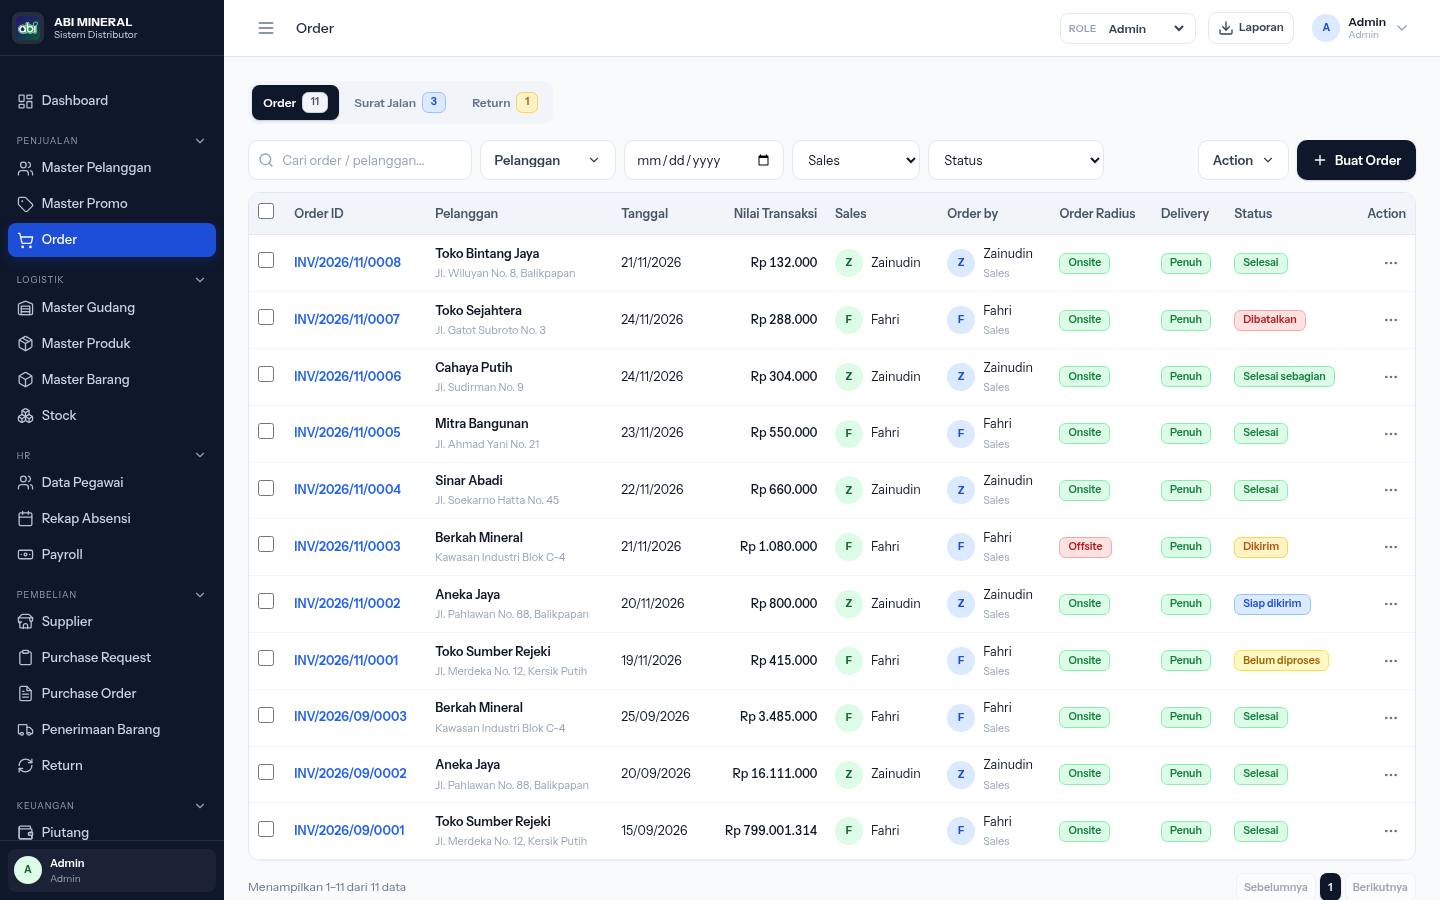 abi
ABI MINERAL
Sistem Distributor
Dashboard
PENJUALAN
Master Pelanggan
Master Promo
Order
LOGISTIK
Master Gudang
Master Produk
Master Barang
Stock
HR
Data Pegawai
Rekap Absensi
Payroll
PEMBELIAN
Supplier
Purchase Request
Purchase Order
Penerimaan Barang
Return
KEUANGAN
Piutang
A
Admin
Admin
Order
ROLE Admin
Laporan
A
Admin
Admin
Order 11
Surat Jalan 3
Return 1
Cari order / pelanggan...
Pelanggan
mm/dd/yyyy
Sales
Status
Action
Buat Order
Order ID Pelanggan Tanggal Nilai Transaksi Sales Order by Order Radius Delivery Status Action
INV/2026/11/0008 Toko Bintang Jaya 21/11/2026 Rp 132.000 Z Zainudin Z Zainudin Onsite Penuh Selesai ...
Jl. Wiluyan No. 8, Balikpapan Sales
INV/2026/11/0007 Toko Sejahtera 24/11/2026 Rp 288.000 F Fahri F Fahri Onsite Penuh Dibatalkan ...
Jl. Gatot Subroto No. 3 Sales
INV/2026/11/0006 Cahaya Putih 24/11/2026 Rp 304.000 Z Zainudin Z Zainudin Onsite Penuh Selesai sebagian ...
Jl. Sudirman No. 9 Sales
INV/2026/11/0005 Mitra Bangunan 23/11/2026 Rp 550.000 F Fahri F Fahri Onsite Penuh Selesai ...
Jl. Ahmad Yani No. 21 Sales
INV/2026/11/0004 Sinar Abadi 22/11/2026 Rp 660.000 Z Zainudin Z Zainudin Onsite Penuh Selesai ...
Jl. Soekarno Hatta No. 45 Sales
INV/2026/11/0003 Berkah Mineral 21/11/2026 Rp 1.080.000 F Fahri F Fahri Offsite Penuh Dikirim ...
Kawasan Industri Blok C-4 Sales
INV/2026/11/0002 Aneka Jaya 20/11/2026 Rp 800.000 Z Zainudin Z Zainudin Onsite Penuh Siap dikirim ...
Jl. Pahlawan No. 88, Balikpapan Sales
INV/2026/11/0001 Toko Sumber Rejeki 19/11/2026 Rp 415.000 F Fahri F Fahri Onsite Penuh Belum diproses ...
Jl. Merdeka No. 12, Kersik Putih Sales
INV/2026/09/0003 Berkah Mineral 25/09/2026 Rp 3.485.000 F Fahri F Fahri Onsite Penuh Selesai ...
Kawasan Industri Blok C-4 Sales
INV/2026/09/0002 Aneka Jaya 20/09/2026 Rp 16.111.000 Z Zainudin Z Zainudin Onsite Penuh Selesai ...
Jl. Pahlawan No. 88, Balikpapan Sales
INV/2026/09/0001 Toko Sumber Rejeki 15/09/2026 Rp 799.001.314 F Fahri F Fahri Onsite Penuh Selesai ...
Jl. Merdeka No. 12, Kersik Putih Sales
Menampilkan 1-11 dari 11 data
Sebelumnya 1 Berikutnya